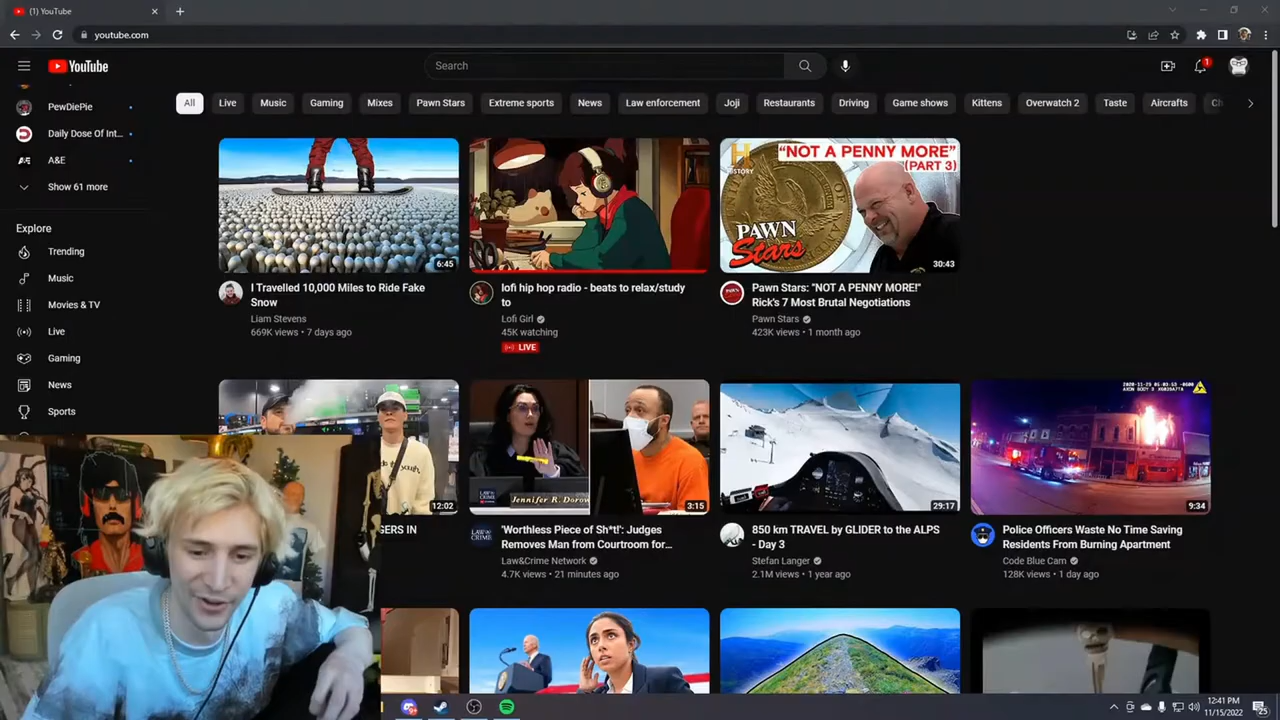 (1) YouTube
youtube.com
YouTube
Search
1
PewDiePie
Daily Dose Of Int...
A&E
Show 61 more
Explore
Trending
Music
Movies & TV
Live
Gaming
News
Sports
All
Live
Music
Gaming
Mixes
Pawn Stars
Extreme sports
News
Law enforcement
Joji
Restaurants
Driving
Game shows
Kittens
Overwatch 2
Taste
Aircrafts
Ch
6:45
I Travelled 10,000 Miles to Ride Fake
Snow
Liam Stevens
669K views • 7 days ago
lofi hip hop radio - beats to relax/study
to
Lofi Girl
45K watching
LIVE
H
HISTORY
"NOT A PENNY MORE"
(PART 3)
PAWN
Stars
30:43
Pawn Stars: "NOT A PENNY MORE!"
Rick's 7 Most Brutal Negotiations
Pawn Stars
423K views • 1 month ago
12:02
GERS IN
Jennifer R. Dorow
3:15
'Worthless Piece of Sh*t!': Judges
Removes Man from Courtroom for...
Law&Crime Network
4.7K views • 21 minutes ago
29:17
850 km TRAVEL by GLIDER to the ALPS
- Day 3
Stefan Langer
2.1M views • 1 year ago
9:34
Police Officers Waste No Time Saving
Residents From Burning Apartment
Code Blue Cam
128K views • 1 day ago
12:41 PM
11/15/2022
25